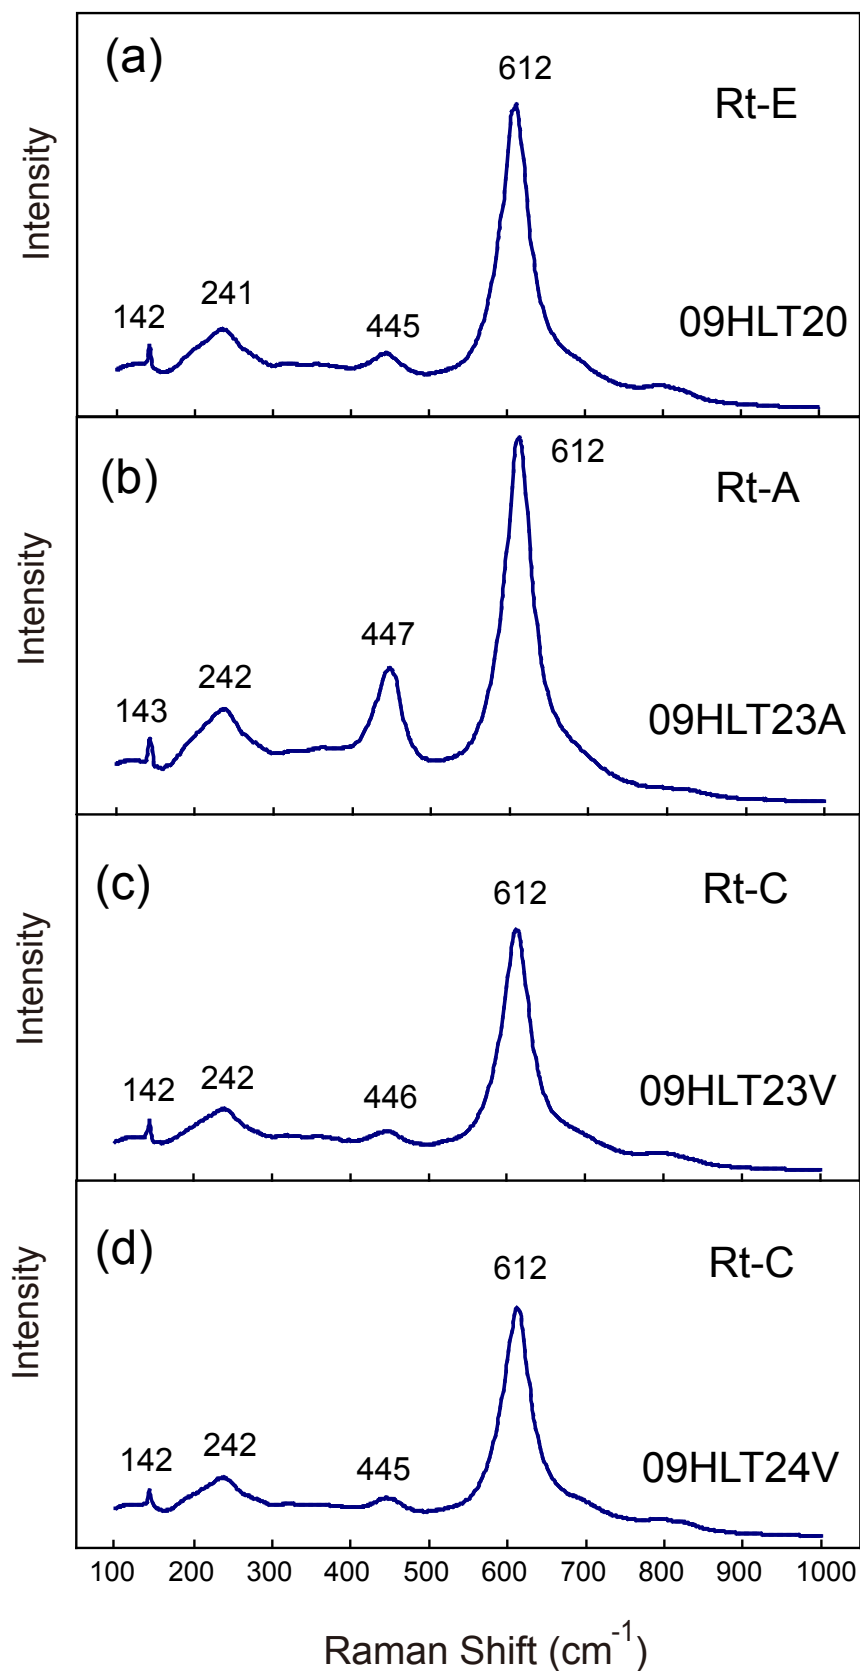 (a)
612
Rt-E
Intensity
142
241
445
09HLT20
(b)
612
Rt-A
Intensity
143
242
447
09HLT23A
(c)
612
Rt-C
Intensity
142
242
446
09HLT23V
(d)
612
Rt-C
Intensity
142
242
445
09HLT24V
100 200 300 400 500 600 700 800 900 1000
Raman Shift (cm⁻¹)